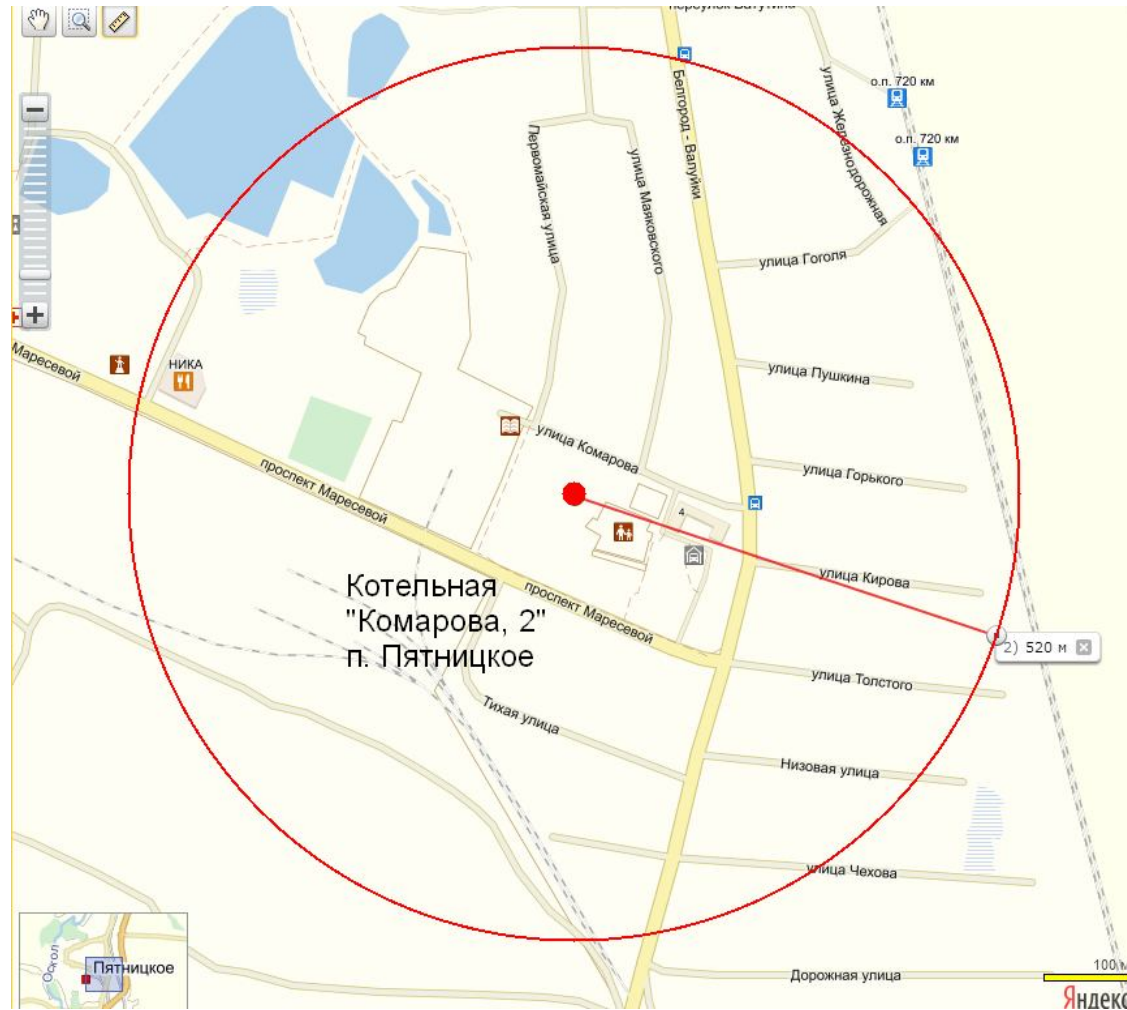 переулок Ватутина
о.п. 720 км
о.п. 720 км
Белгород - Валуйки
улица Железнодорожная
Первомайская улица
улица Маяковского
улица Гоголя
Маресевой
НИКА
улица Пушкина
улица Комарова
улица Горького
проспект Маресевой
4
Котельная
"Комарова, 2"
п. Пятницкое
проспект Маресевой
улица Кирова
2) 520 м
улица Толстого
Тихая улица
Низовая улица
улица Чехова
Оскол
Пятницкое
Дорожная улица
100 м
Яндекс